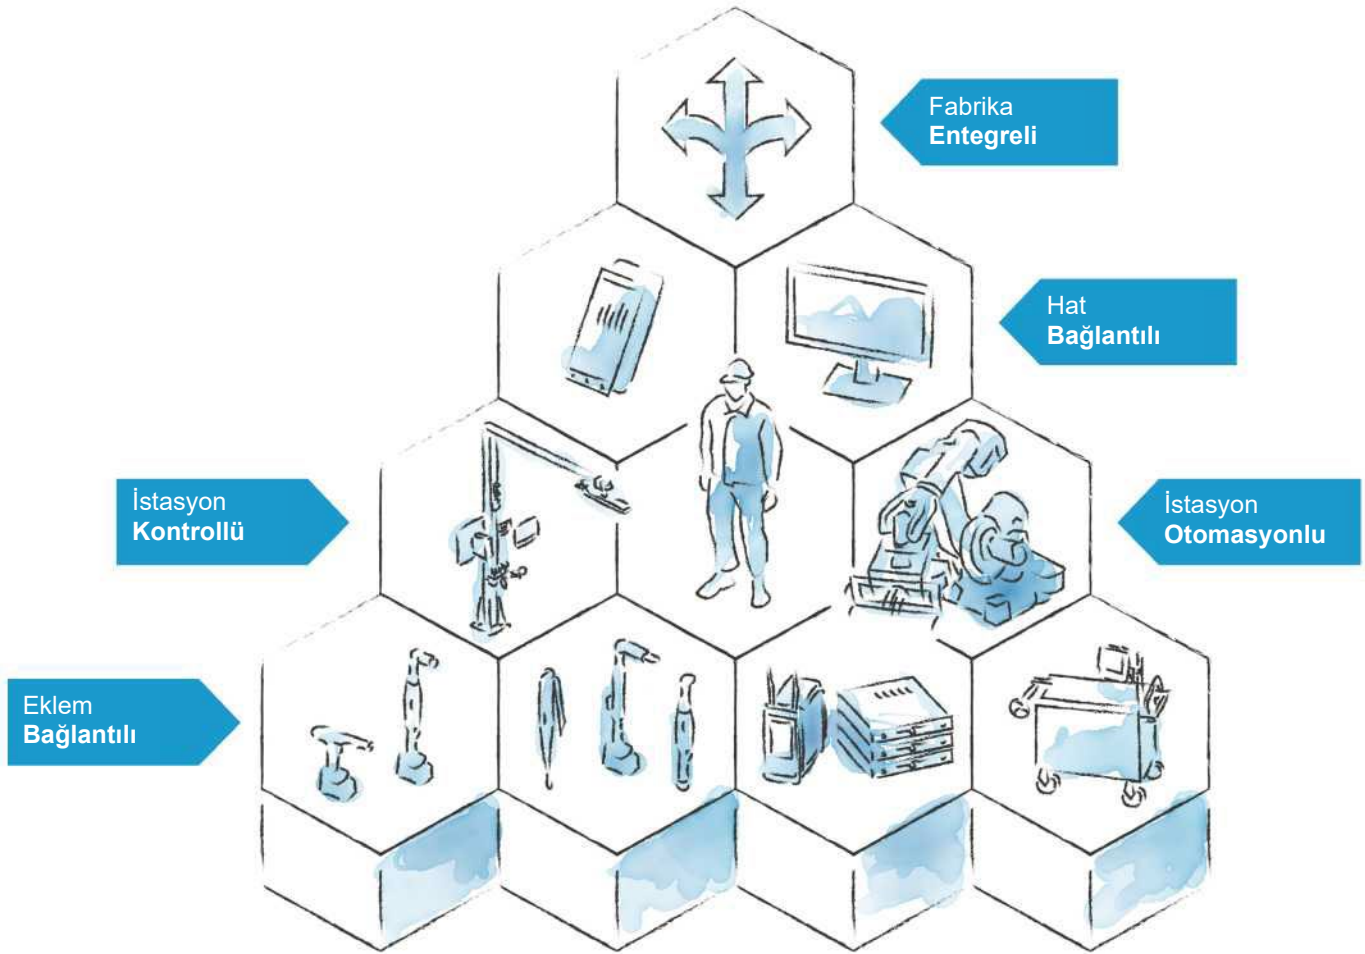 Fabrika
Entegreli
Hat
Bağlantılı
İstasyon
Kontrollü
İstasyon
Otomasyonlu
Eklem
Bağlantılı